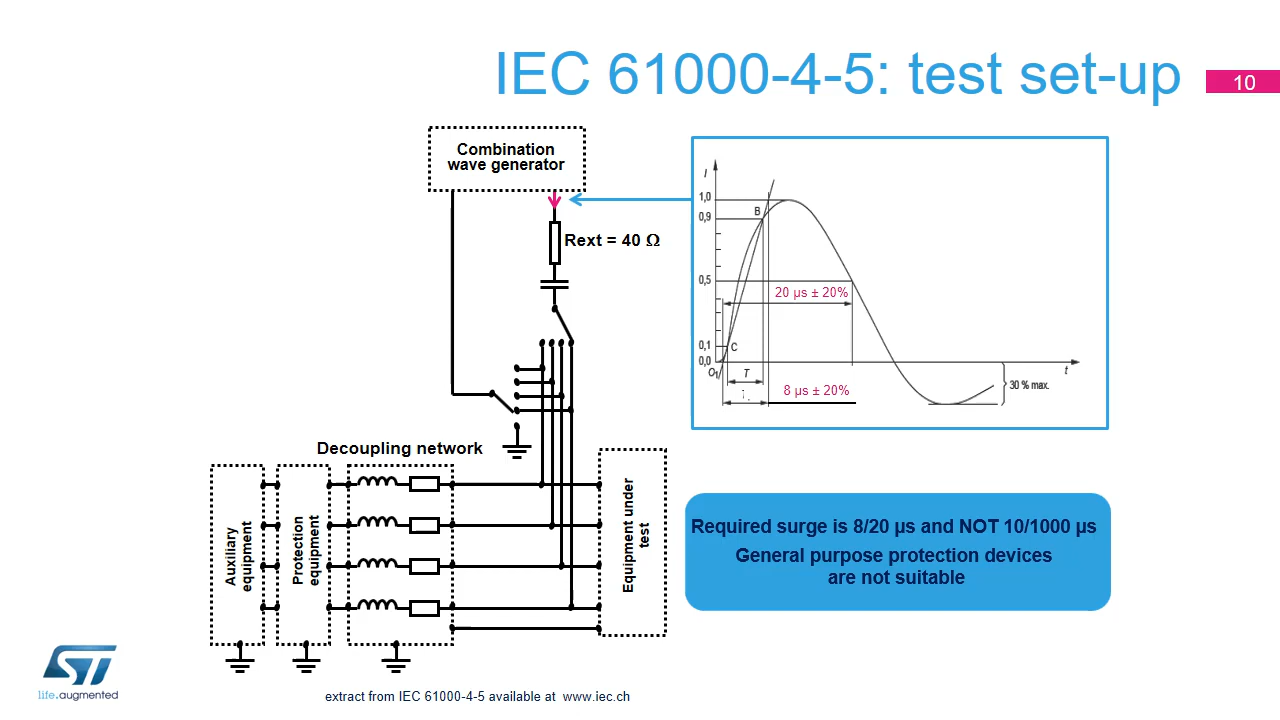 IEC 61000-4-5: test set-up
10
Combination
wave generator
Rext = 40 Ω
I
1,0
0,9
0,5
0,1
0,0
B
C
O1
T
t
20 µs ± 20%
8 µs ± 20%
30 % max.
Decoupling network
Auxiliary
equipment
Protection
equipment
Equipment under
test
Required surge is 8/20 µs and NOT 10/1000 µs
General purpose protection devices
are not suitable
ST
life.augmented
extract from IEC 61000-4-5 available at www.iec.ch